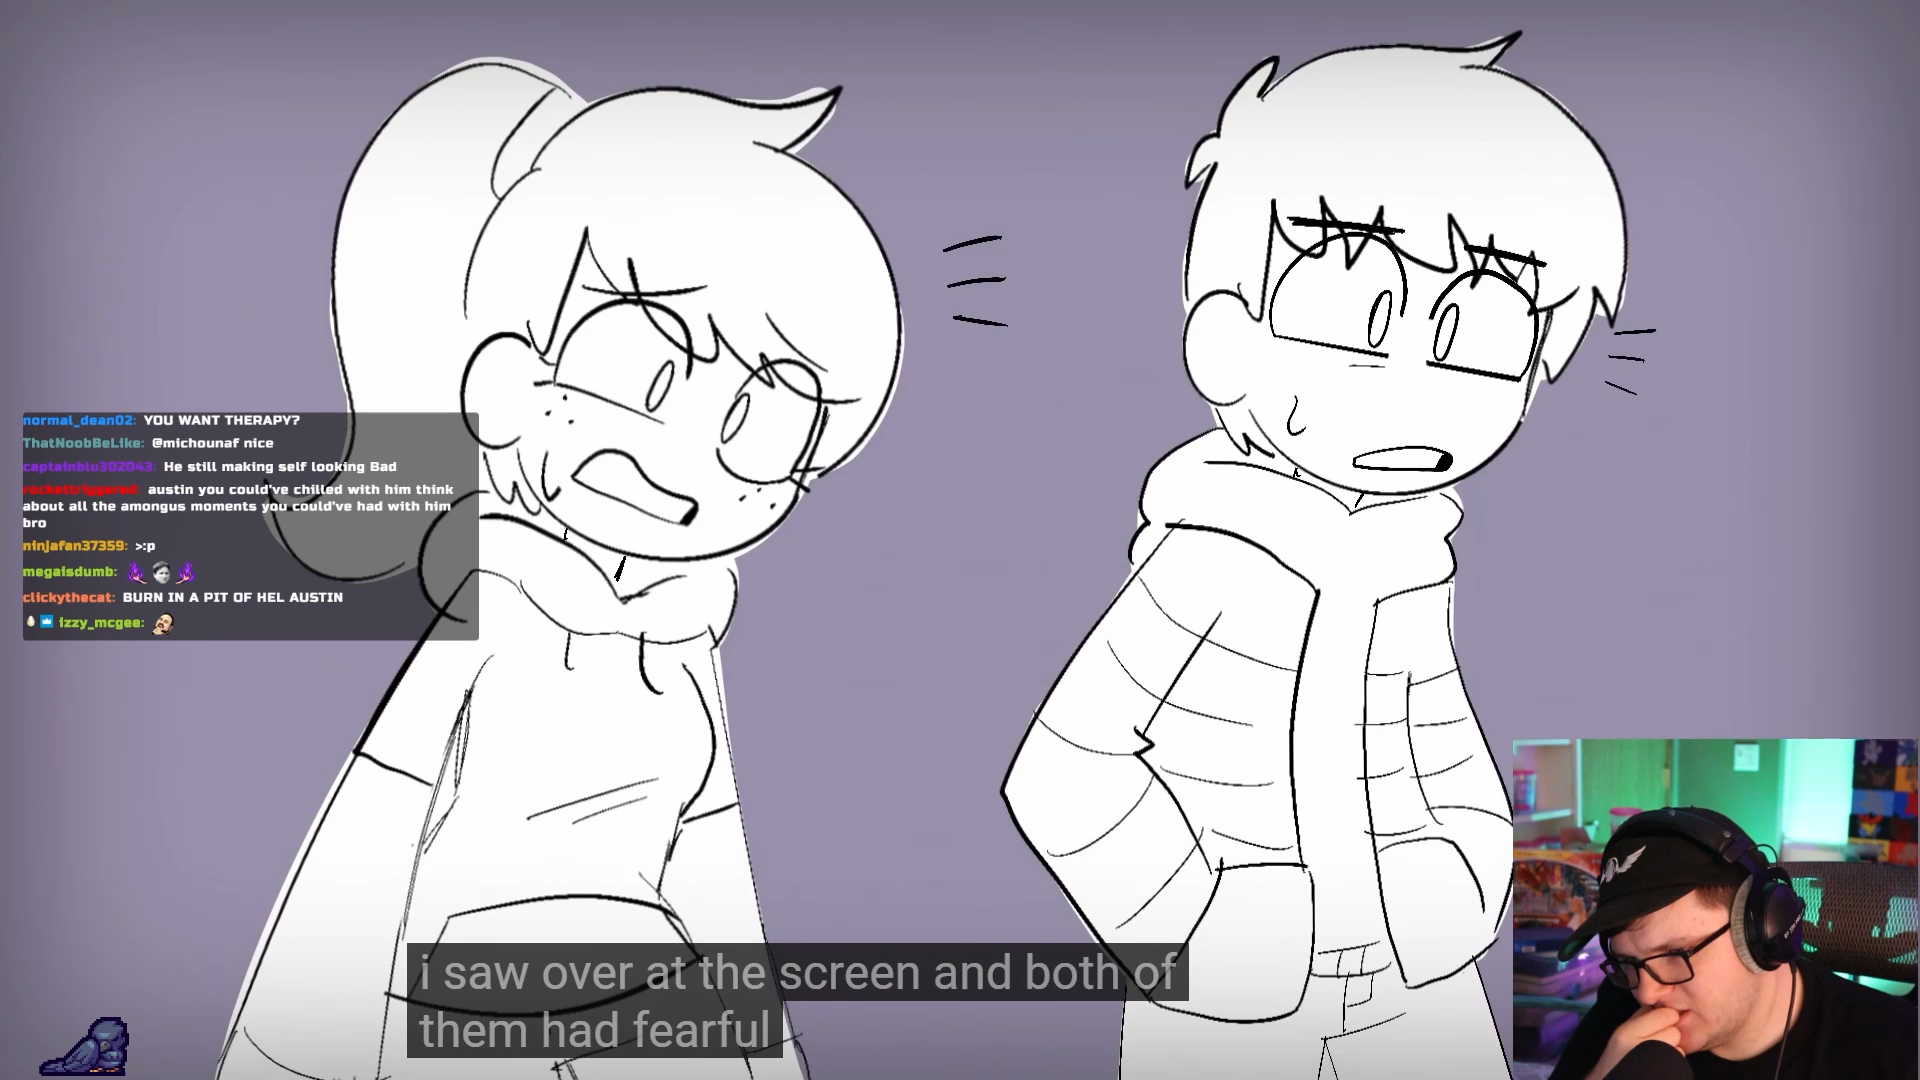 normal_dean02: YOU WANT THERAPY?
ThatNoobBeLike: @michounaf nice
captainblu302043: He still making self looking Bad
rockettriggered: austin you could've chilled with him think
about all the amongus moments you could've had with him
bro
ninjafan37359: >:p
megaisdumb:
clickythecat: BURN IN A PIT OF HEL AUSTIN
izzy_mcgee:
i saw over at the screen and both of
them had fearful